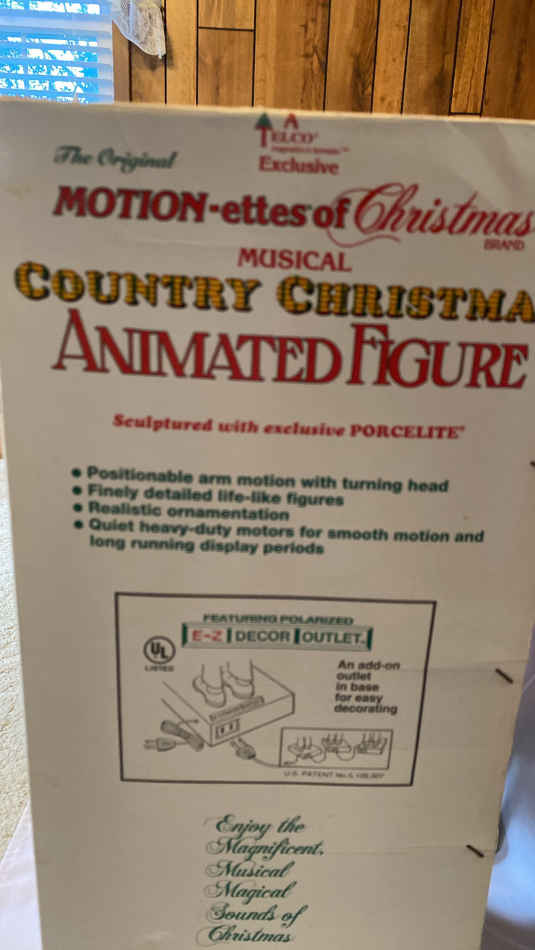 A
TELCO®
Exclusive
The Original
MOTION-ettes of Christmas
BRAND
MUSICAL
COUNTRY CHRISTMA
ANIMATED FIGURE
Sculptured with exclusive PORCELITE®
• Positionable arm motion with turning head
• Finely detailed life-like figures
• Realistic ornamentation
• Quiet heavy-duty motors for smooth motion and
long running display periods
FEATURING POLARIZED
E-Z DECOR OUTLET.
UL
LISTED
An add-on
outlet
in base
for easy
decorating
U.S. PATENT No.
Enjoy the
Magnificent,
Musical
Magical
Sounds of
Christmas